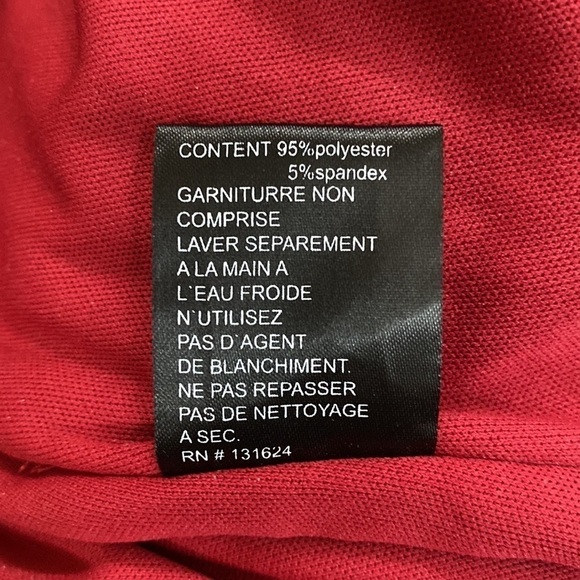 CONTENT 95%polyester
5%spandex
GARNITURRE NON
COMPRISE
LAVER SEPAREMENT
A LA MAIN A
L`EAU FROIDE
N`UTILISEZ
PAS D`AGENT
DE BLANCHIMENT.
NE PAS REPASSER
PAS DE NETTOYAGE
A SEC.
RN # 131624